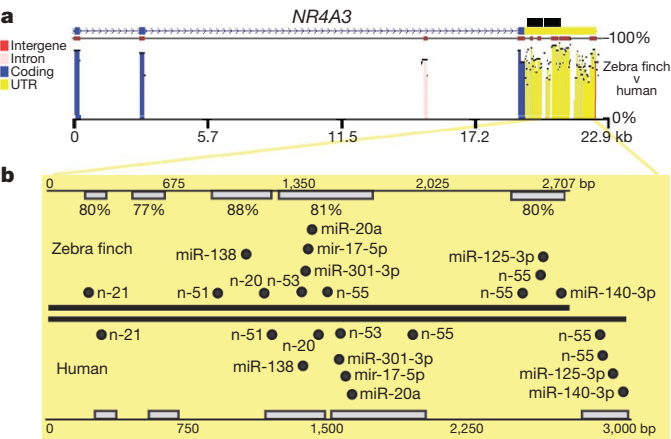 a
NR4A3
100%
Intergene
Intron
Coding
UTR
Zebra finch
v
human
0%
0 5.7 11.5 17.2 22.9 kb
b
0 675 1,350 2,025 2,707 bp
80% 77% 88% 81% 80%
miR-20a
Zebra finch
miR-138
mir-17-5p
miR-125-3p
miR-301-3p
n-55
n-20 n-53
n-21 n-51 n-55 n-55 miR-140-3p
n-21 n-51 n-53 n-55 n-55
n-20
miR-301-3p n-55
Human
miR-138
mir-17-5p miR-125-3p
miR-20a miR-140-3p
0 750 1,500 2,250 3,000 bp